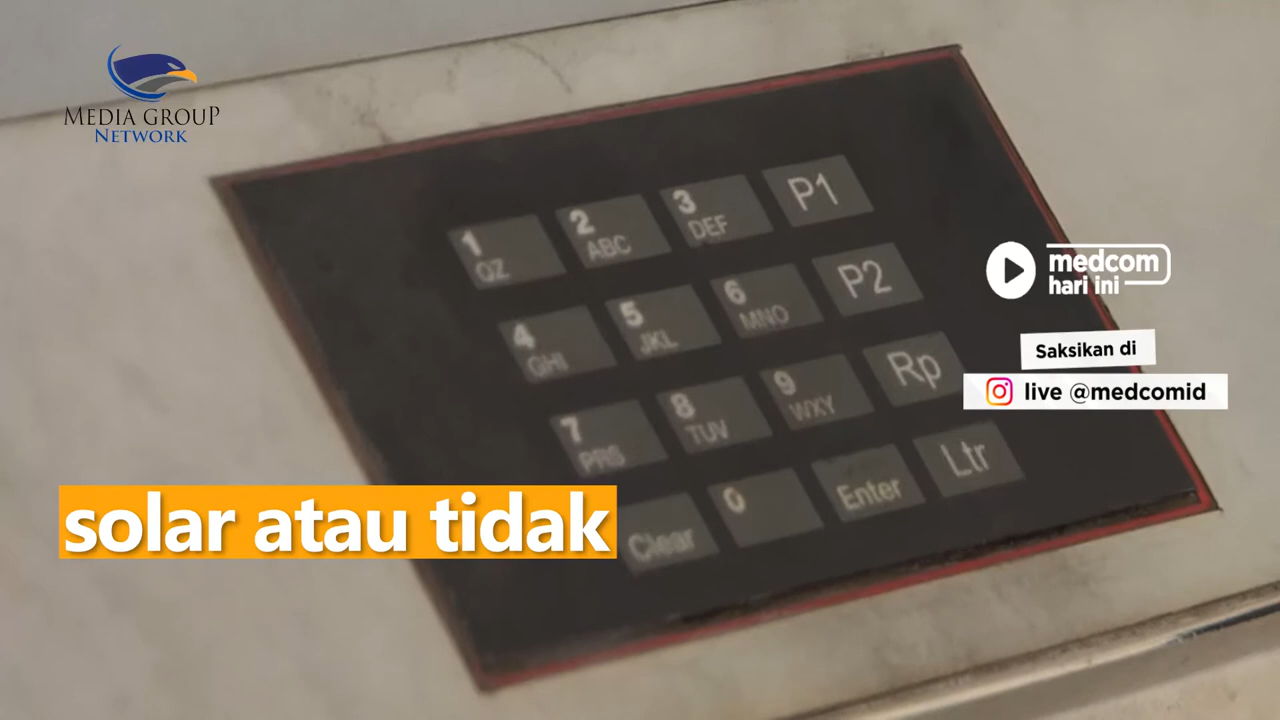 MEDIA GROUP
NETWORK
1
QZ
2
ABC
3
DEF
P1
4
GHI
5
JKL
6
MNO
P2
7
PRS
8
TUV
9
WXY
Rp
Clear
0
Enter
Ltr
medcom
hari ini
Saksikan di
live @medcomid
solar atau tidak